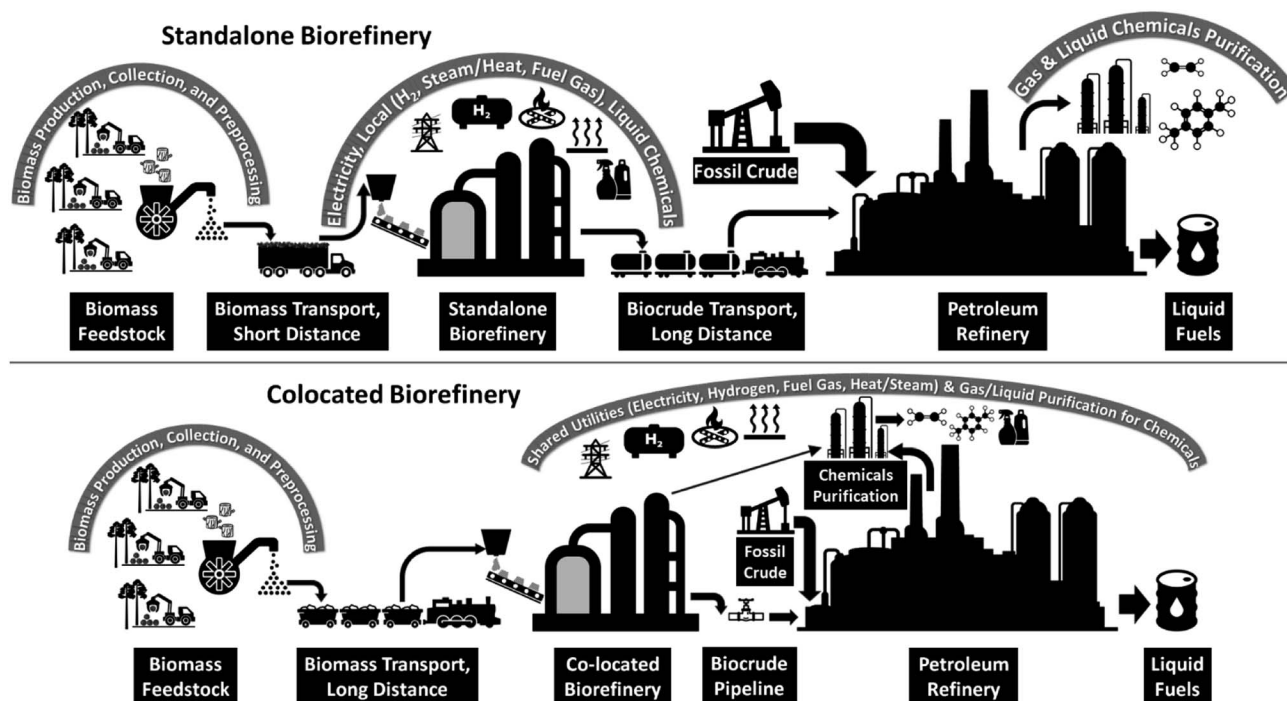 Standalone Biorefinery
Biomass Production, Collection, and Preprocessing
Electricity, Local (H₂, Steam/Heat, Fuel Gas), Liquid Chemicals
Gas & Liquid Chemicals Purification
H₂
Fossil Crude
Biomass
Feedstock
Biomass Transport,
Short Distance
Standalone
Biorefinery
Biocrude Transport,
Long Distance
Petroleum
Refinery
Liquid
Fuels
Colocated Biorefinery
Biomass Production, Collection, and Preprocessing
Shared Utilities (Electricity, Hydrogen, Fuel Gas, Heat/Steam) & Gas/Liquid Purification for Chemicals
H₂
Chemicals
Purification
Fossil
Crude
Biomass
Feedstock
Biomass Transport,
Long Distance
Co-located
Biorefinery
Biocrude
Pipeline
Petroleum
Refinery
Liquid
Fuels